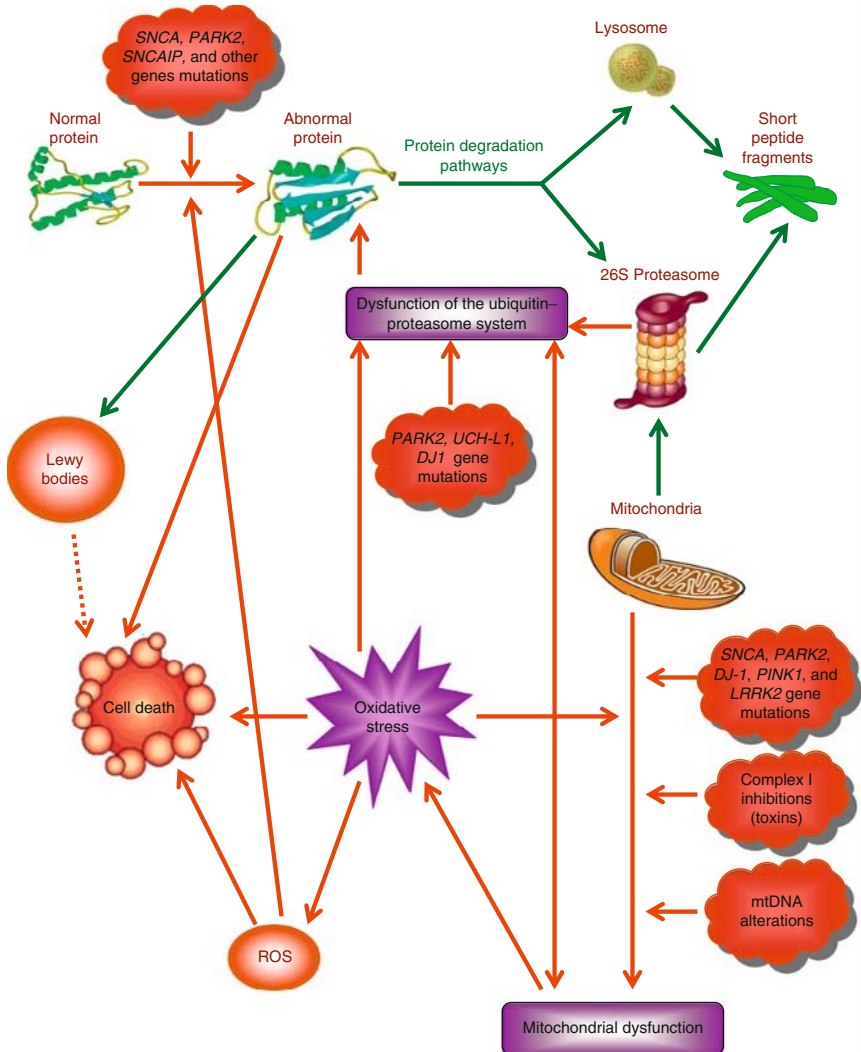 SNCA, PARK2,
SNCAIP, and other
genes mutations
Lysosome
Normal
protein
Abnormal
protein
Protein degradation
pathways
Short
peptide
fragments
26S Proteasome
Dysfunction of the ubiquitin–
proteasome system
PARK2, UCH-L1,
DJ1 gene
mutations
Lewy
bodies
Mitochondria
SNCA, PARK2,
DJ-1, PINK1, and
LRRK2 gene
mutations
Cell death
Oxidative
stress
Complex I
inhibitions
(toxins)
mtDNA
alterations
ROS
Mitochondrial dysfunction